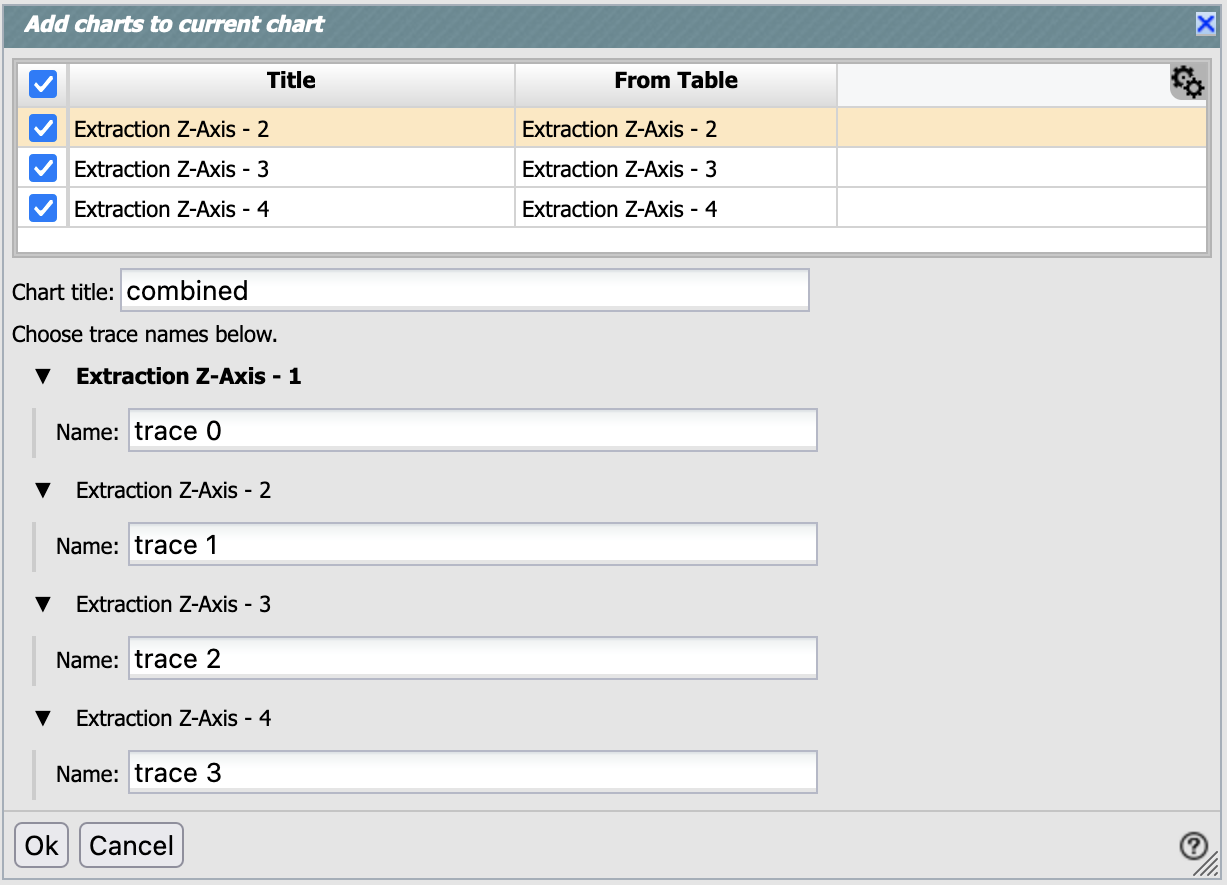 Add charts to current chart
Title From Table
Extraction Z-Axis - 2 Extraction Z-Axis - 2
Extraction Z-Axis - 3 Extraction Z-Axis - 3
Extraction Z-Axis - 4 Extraction Z-Axis - 4
Chart title: combined
Choose trace names below.
▼ Extraction Z-Axis - 1
Name: trace 0
▼ Extraction Z-Axis - 2
Name: trace 1
▼ Extraction Z-Axis - 3
Name: trace 2
▼ Extraction Z-Axis - 4
Name: trace 3
Ok Cancel ?